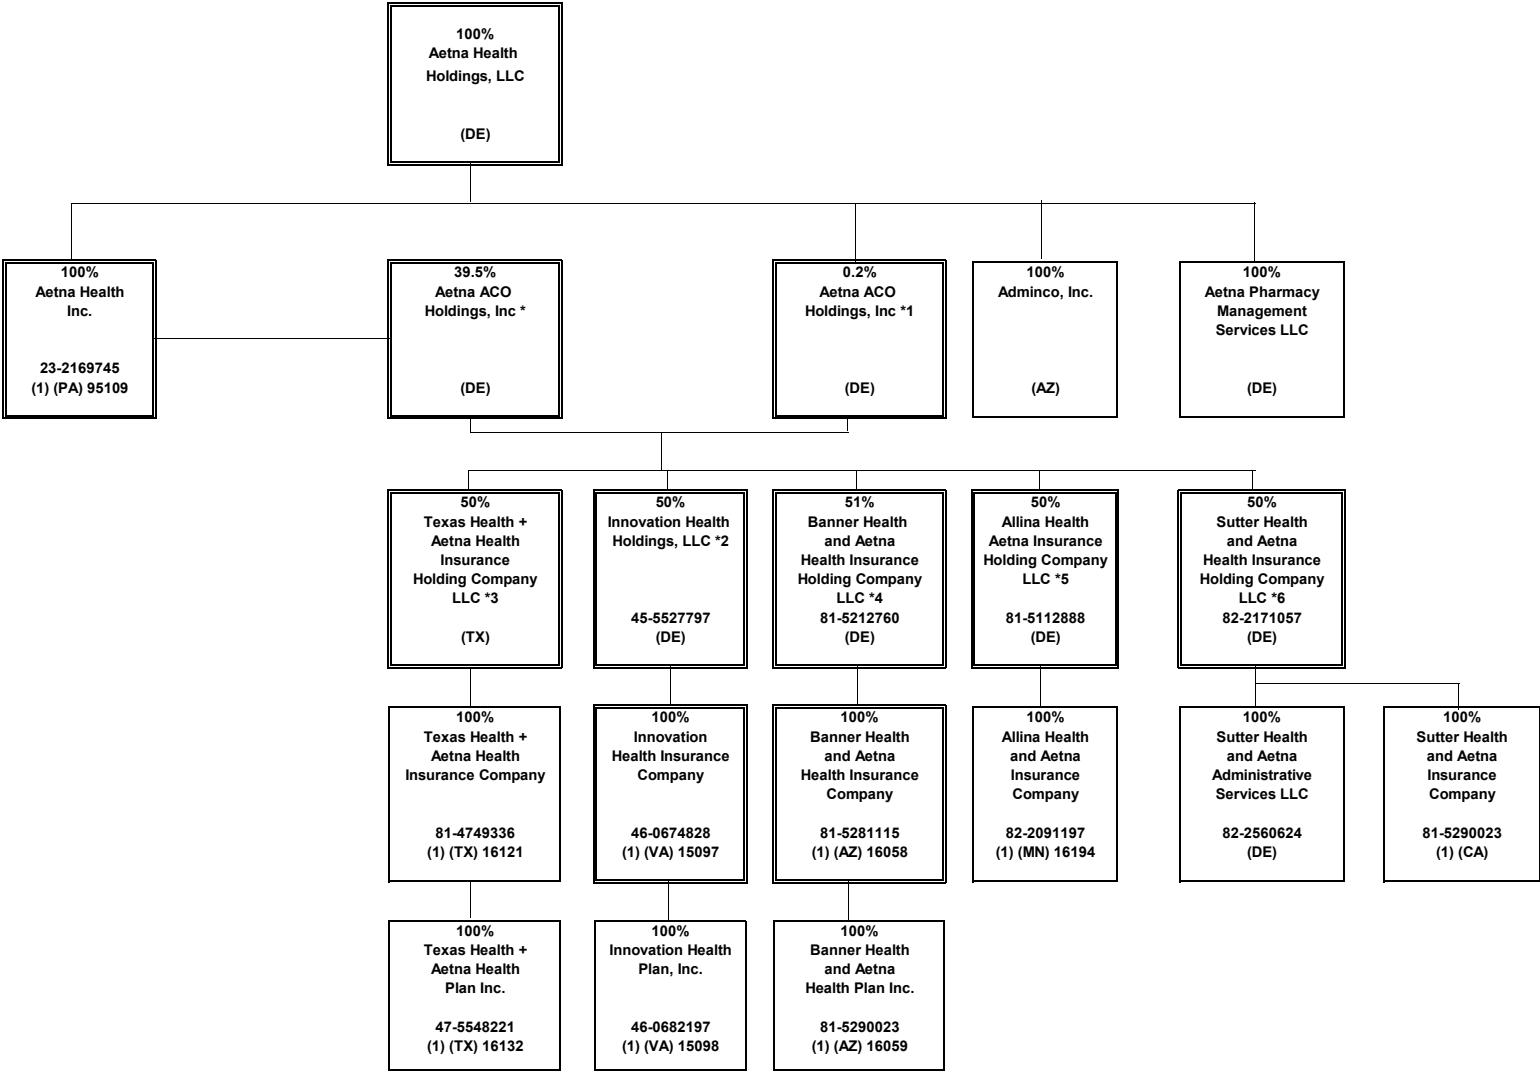 100%
Aetna Health
Holdings, LLC
(DE)
100%
Aetna Health
Inc.
23-2169745
(1) (PA) 95109
39.5%
Aetna ACO
Holdings, Inc *
(DE)
0.2%
Aetna ACO
Holdings, Inc *1
(DE)
100%
Adminco, Inc.
(AZ)
100%
Aetna Pharmacy
Management
Services LLC
(DE)
50%
Texas Health +
Aetna Health
Insurance
Holding Company
LLC *3
(TX)
50%
Innovation Health
Holdings, LLC *2
45-5527797
(DE)
51%
Banner Health
and Aetna
Health Insurance
Holding Company
LLC *4
81-5212760
(DE)
50%
Allina Health
Aetna Insurance
Holding Company
LLC *5
81-5112888
(DE)
50%
Sutter Health
and Aetna
Health Insurance
Holding Company
LLC *6
82-2171057
(DE)
100%
Texas Health +
Aetna Health
Insurance Company
81-4749336
(1) (TX) 16121
100%
Innovation
Health Insurance
Company
46-0674828
(1) (VA) 15097
100%
Banner Health
and Aetna
Health Insurance
Company
81-5281115
(1) (AZ) 16058
100%
Allina Health
and Aetna
Insurance
Company
82-2091197
(1) (MN) 16194
100%
Sutter Health
and Aetna
Administrative
Services LLC
82-2560624
(DE)
100%
Sutter Health
and Aetna
Insurance
Company
81-5290023
(1) (CA)
100%
Texas Health +
Aetna Health
Plan Inc.
47-5548221
(1) (TX) 16132
100%
Innovation Health
Plan, Inc.
46-0682197
(1) (VA) 15098
100%
Banner Health
and Aetna
Health Plan Inc.
81-5290023
(1) (AZ) 16059